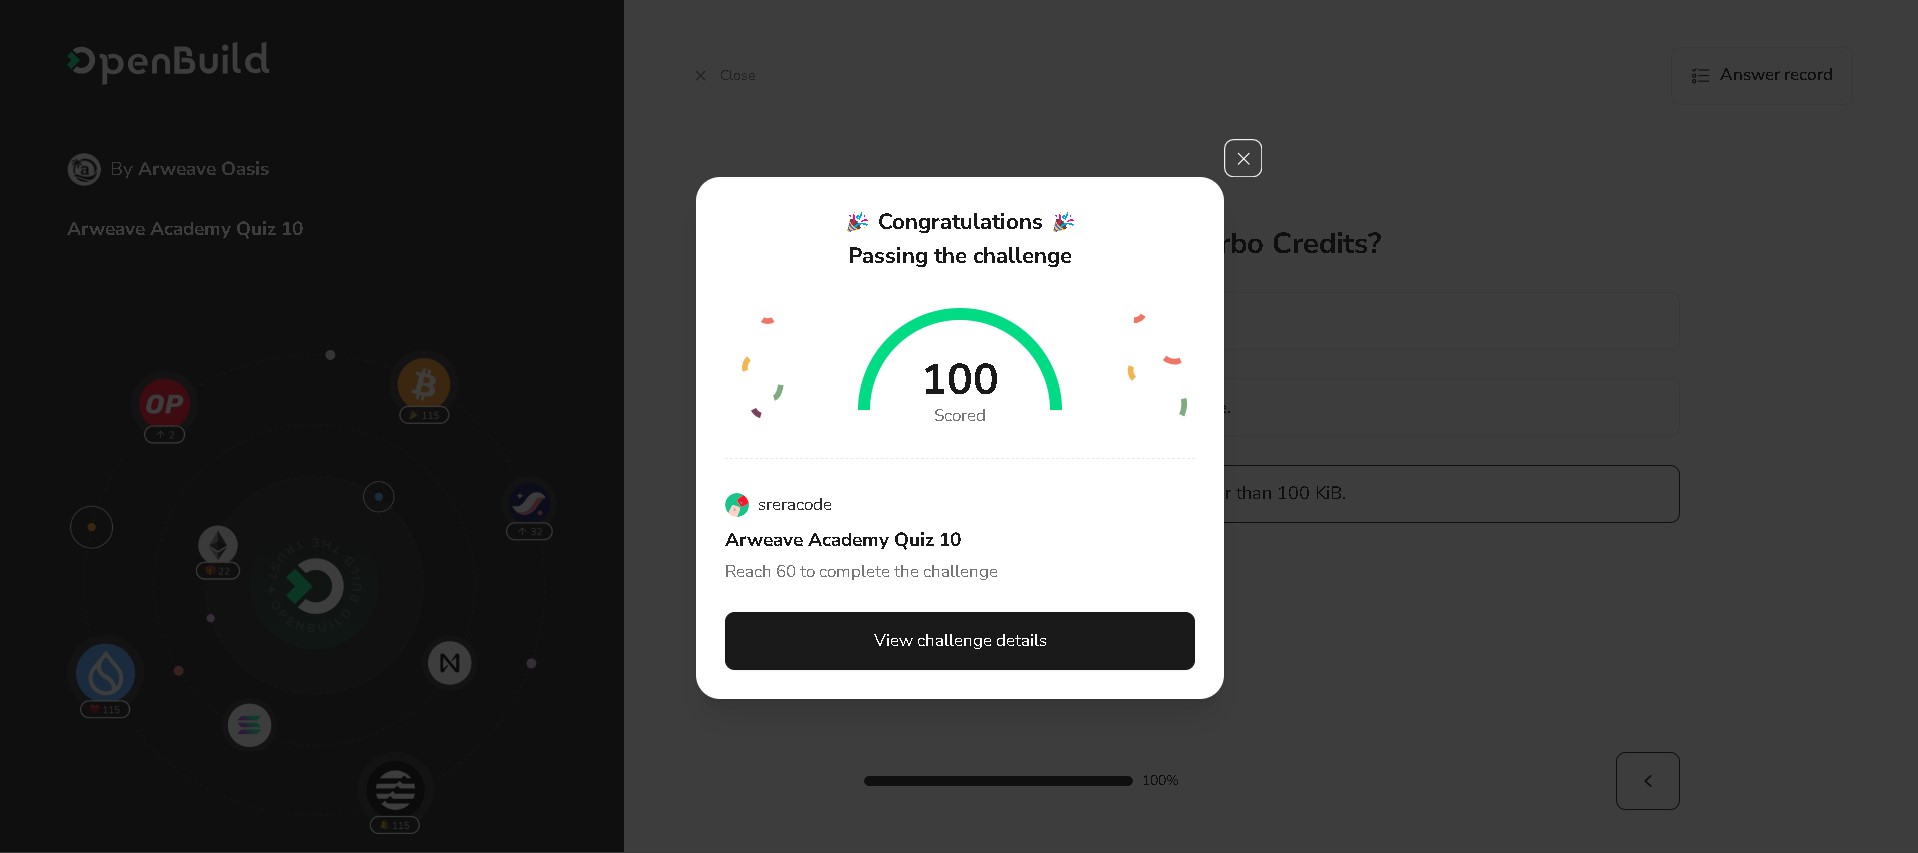 OpenBuild
By Arweave Oasis
Arweave Academy Quiz 10
OP
↑ 2
115
↑ 32
22
115
115
Close
Answer record
rbo Credits?
e.
r than 100 KiB.
Congratulations
Passing the challenge
100
Scored
sreracode
Arweave Academy Quiz 10
Reach 60 to complete the challenge
View challenge details
100%